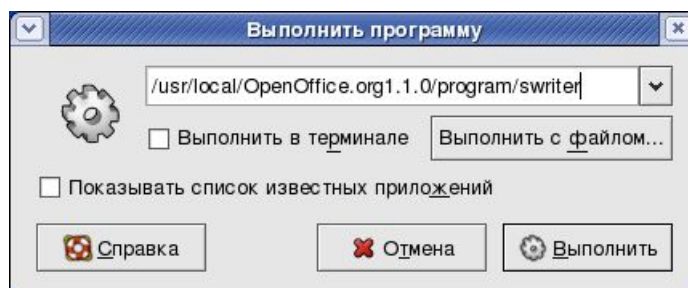 Выполнить программу
/usr/local/OpenOffice.org1.1.0/program/swriter
Выполнить в терминале
Выполнить с файлом...
Показывать список известных приложений
Справка
Отмена
Выполнить